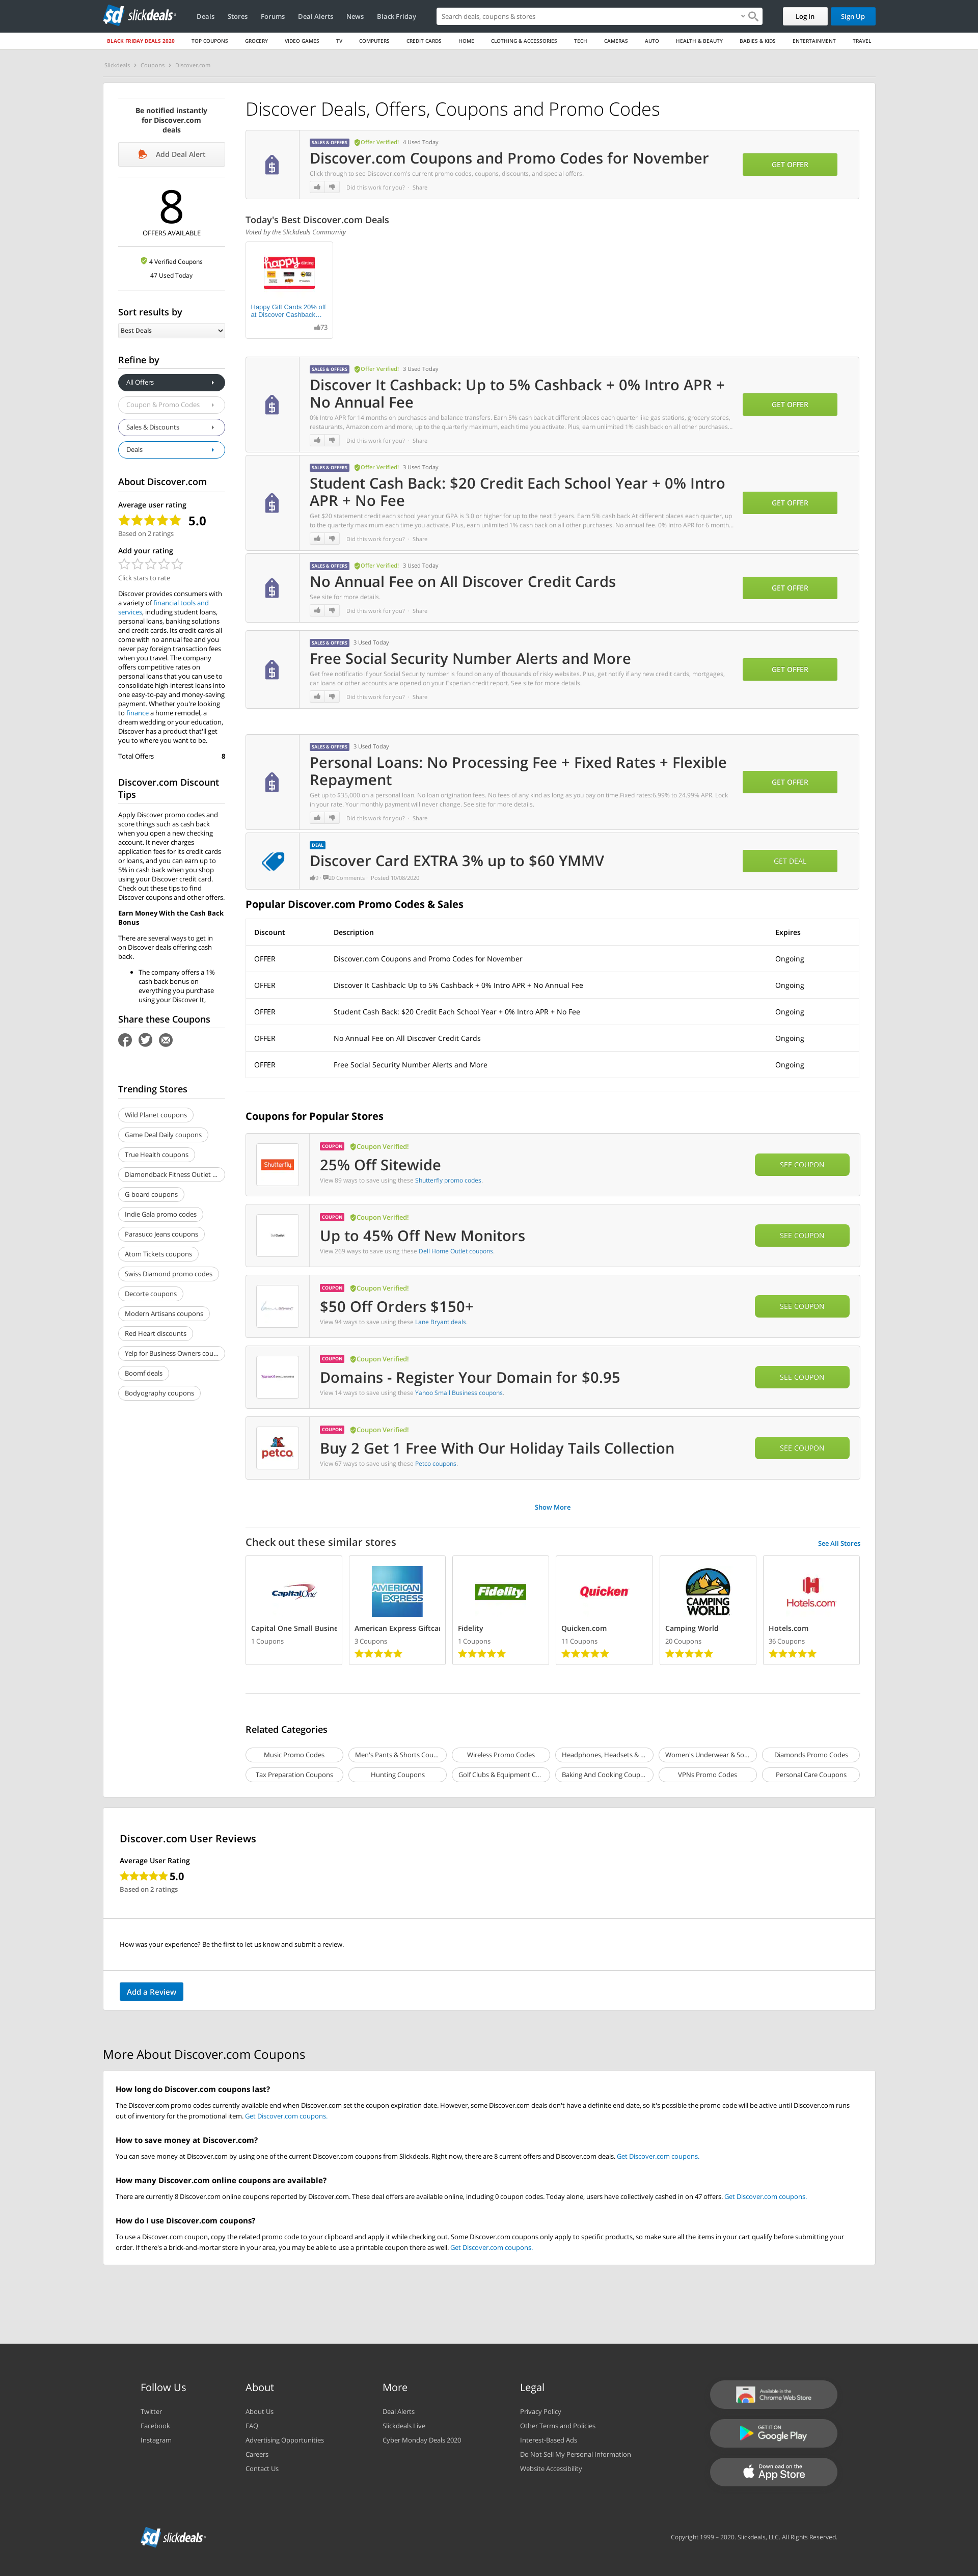 slickdeals
Deals Stores Forums Deal Alerts News Black Friday
Search deals, coupons & stores
Log In Sign Up
BLACK FRIDAY DEALS 2020 TOP COUPONS GROCERY VIDEO GAMES TV COMPUTERS CREDIT CARDS HOME CLOTHING & ACCESSORIES TECH CAMERAS AUTO HEALTH & BEAUTY BABIES & KIDS ENTERTAINMENT TRAVEL
Slickdeals Coupons Discover.com
Be notified instantly
for Discover.com
deals
Add Deal Alert
8
OFFERS AVAILABLE
4 Verified Coupons
47 Used Today
Sort results by
Best Deals
Refine by
All Offers
Coupon & Promo Codes
Sales & Discounts
Deals
About Discover.com
Average user rating
5.0
Based on 2 ratings
Add your rating
Click stars to rate
Discover provides consumers with
a variety of financial tools and
services, including student loans,
personal loans, banking solutions
and credit cards. Its credit cards all
come with no annual fee and you
never pay foreign transaction fees
when you travel. The company
offers competitive rates on
personal loans that you can use to
consolidate high-interest loans into
one easy-to-pay and money-saving
payment. Whether you're looking
to finance a home remodel, a
dream wedding or your education,
Discover has a product that'll get
you to where you want to be.
Total Offers 8
Discover.com Discount
Tips
Apply Discover promo codes and
score things such as cash back
when you open a new checking
account. It never charges
application fees for its credit cards
or loans, and you can earn up to
5% in cash back when you shop
using your Discover credit card.
Check out these tips to find
Discover coupons and other offers.
Earn Money With the Cash Back
Bonus
There are several ways to get in
on Discover deals offering cash
back.
The company offers a 1%
cash back bonus on
everything you purchase
using your Discover It,
Share these Coupons
Trending Stores
Wild Planet coupons
Game Deal Daily coupons
True Health coupons
Diamondback Fitness Outlet ...
G-board coupons
Indie Gala promo codes
Parasuco Jeans coupons
Atom Tickets coupons
Swiss Diamond promo codes
Decorte coupons
Modern Artisans coupons
Red Heart discounts
Yelp for Business Owners cou...
Boomf deals
Bodyography coupons
Discover Deals, Offers, Coupons and Promo Codes
SALES & OFFERS Offer Verified! 4 Used Today
Discover.com Coupons and Promo Codes for November
Click through to see Discover.com's current promo codes, coupons, discounts, and special offers.
Did this work for you? · Share
GET OFFER
Today's Best Discover.com Deals
Voted by the Slickdeals Community
happy
Happy Gift Cards 20% off
at Discover Cashback...
73
SALES & OFFERS Offer Verified! 3 Used Today
Discover It Cashback: Up to 5% Cashback + 0% Intro APR +
No Annual Fee
0% Intro APR for 14 months on purchases and balance transfers. Earn 5% cash back at different places each quarter like gas stations, grocery stores,
restaurants, Amazon.com and more, up to the quarterly maximum, each time you activate. Plus, earn unlimited 1% cash back on all other purchases...
Did this work for you? · Share
GET OFFER
SALES & OFFERS Offer Verified! 3 Used Today
Student Cash Back: $20 Credit Each School Year + 0% Intro
APR + No Fee
Get $20 statement credit each school year your GPA is 3.0 or higher for up to the next 5 years. Earn 5% cash back At different places each quarter, up
to the quarterly maximum each time you activate. Plus, earn unlimited 1% cash back on all other purchases. No annual fee. 0% Intro APR for 6 month...
Did this work for you? · Share
GET OFFER
SALES & OFFERS Offer Verified! 3 Used Today
No Annual Fee on All Discover Credit Cards
See site for more details.
Did this work for you? · Share
GET OFFER
SALES & OFFERS 3 Used Today
Free Social Security Number Alerts and More
Get free notificatio if your Social Security number is found on any of thousands of risky websites. Plus, get notify if any new credit cards, mortgages,
car loans or other accounts are opened on your Experian credit report. See site for more details.
Did this work for you? · Share
GET OFFER
SALES & OFFERS 3 Used Today
Personal Loans: No Processing Fee + Fixed Rates + Flexible
Repayment
Get up to $35,000 on a personal loan. No loan origination fees. No fees of any kind as long as you pay on time.Fixed rates:6.99% to 24.99% APR. Lock
in your rate. Your monthly payment will never change. See site for more details.
Did this work for you? · Share
GET OFFER
DEAL
Discover Card EXTRA 3% up to $60 YMMV
9 · 20 Comments · Posted 10/08/2020
GET DEAL
Popular Discover.com Promo Codes & Sales
Discount Description Expires
OFFER Discover.com Coupons and Promo Codes for November Ongoing
OFFER Discover It Cashback: Up to 5% Cashback + 0% Intro APR + No Annual Fee Ongoing
OFFER Student Cash Back: $20 Credit Each School Year + 0% Intro APR + No Fee Ongoing
OFFER No Annual Fee on All Discover Credit Cards Ongoing
OFFER Free Social Security Number Alerts and More Ongoing
Coupons for Popular Stores
Shutterfly
COUPON Coupon Verified!
25% Off Sitewide
View 89 ways to save using these Shutterfly promo codes.
SEE COUPON
COUPON Coupon Verified!
Up to 45% Off New Monitors
View 269 ways to save using these Dell Home Outlet coupons.
SEE COUPON
COUPON Coupon Verified!
$50 Off Orders $150+
View 94 ways to save using these Lane Bryant deals.
SEE COUPON
COUPON Coupon Verified!
Domains - Register Your Domain for $0.95
View 14 ways to save using these Yahoo Small Business coupons.
SEE COUPON
petco
COUPON Coupon Verified!
Buy 2 Get 1 Free With Our Holiday Tails Collection
View 67 ways to save using these Petco coupons.
SEE COUPON
Show More
Check out these similar stores
See All Stores
Capital One
Capital One Small Busine
1 Coupons
AMERICAN EXPRESS
American Express Giftcar
3 Coupons
Fidelity
Fidelity
1 Coupons
Quicken
Quicken.com
11 Coupons
CAMPING WORLD
Camping World
20 Coupons
Hotels.com
Hotels.com
36 Coupons
Related Categories
Music Promo Codes Men's Pants & Shorts Cou... Wireless Promo Codes Headphones, Headsets & ... Women's Underwear & So... Diamonds Promo Codes
Tax Preparation Coupons Hunting Coupons Golf Clubs & Equipment C... Baking And Cooking Coup... VPNs Promo Codes Personal Care Coupons
Discover.com User Reviews
Average User Rating
5.0
Based on 2 ratings
How was your experience? Be the first to let us know and submit a review.
Add a Review
More About Discover.com Coupons
How long do Discover.com coupons last?
The Discover.com promo codes currently available end when Discover.com set the coupon expiration date. However, some Discover.com deals don't have a definite end date, so it's possible the promo code will be active until Discover.com runs
out of inventory for the promotional item. Get Discover.com coupons.
How to save money at Discover.com?
You can save money at Discover.com by using one of the current Discover.com coupons from Slickdeals. Right now, there are 8 current offers and Discover.com deals. Get Discover.com coupons.
How many Discover.com online coupons are available?
There are currently 8 Discover.com online coupons reported by Discover.com. These deal offers are available online, including 0 coupon codes. Today alone, users have collectively cashed in on 47 offers. Get Discover.com coupons.
How do I use Discover.com coupons?
To use a Discover.com coupon, copy the related promo code to your clipboard and apply it while checking out. Some Discover.com coupons only apply to specific products, so make sure all the items in your cart qualify before submitting your
order. If there's a brick-and-mortar store in your area, you may be able to use a printable coupon there as well. Get Discover.com coupons.
Follow Us
Twitter
Facebook
Instagram
About
About Us
FAQ
Advertising Opportunities
Careers
Contact Us
More
Deal Alerts
Slickdeals Live
Cyber Monday Deals 2020
Legal
Privacy Policy
Other Terms and Policies
Interest-Based Ads
Do Not Sell My Personal Information
Website Accessibility
Available in the
Chrome Web Store
GET IT ON
Google Play
Download on the
App Store
slickdeals
Copyright 1999 – 2020. Slickdeals, LLC. All Rights Reserved.